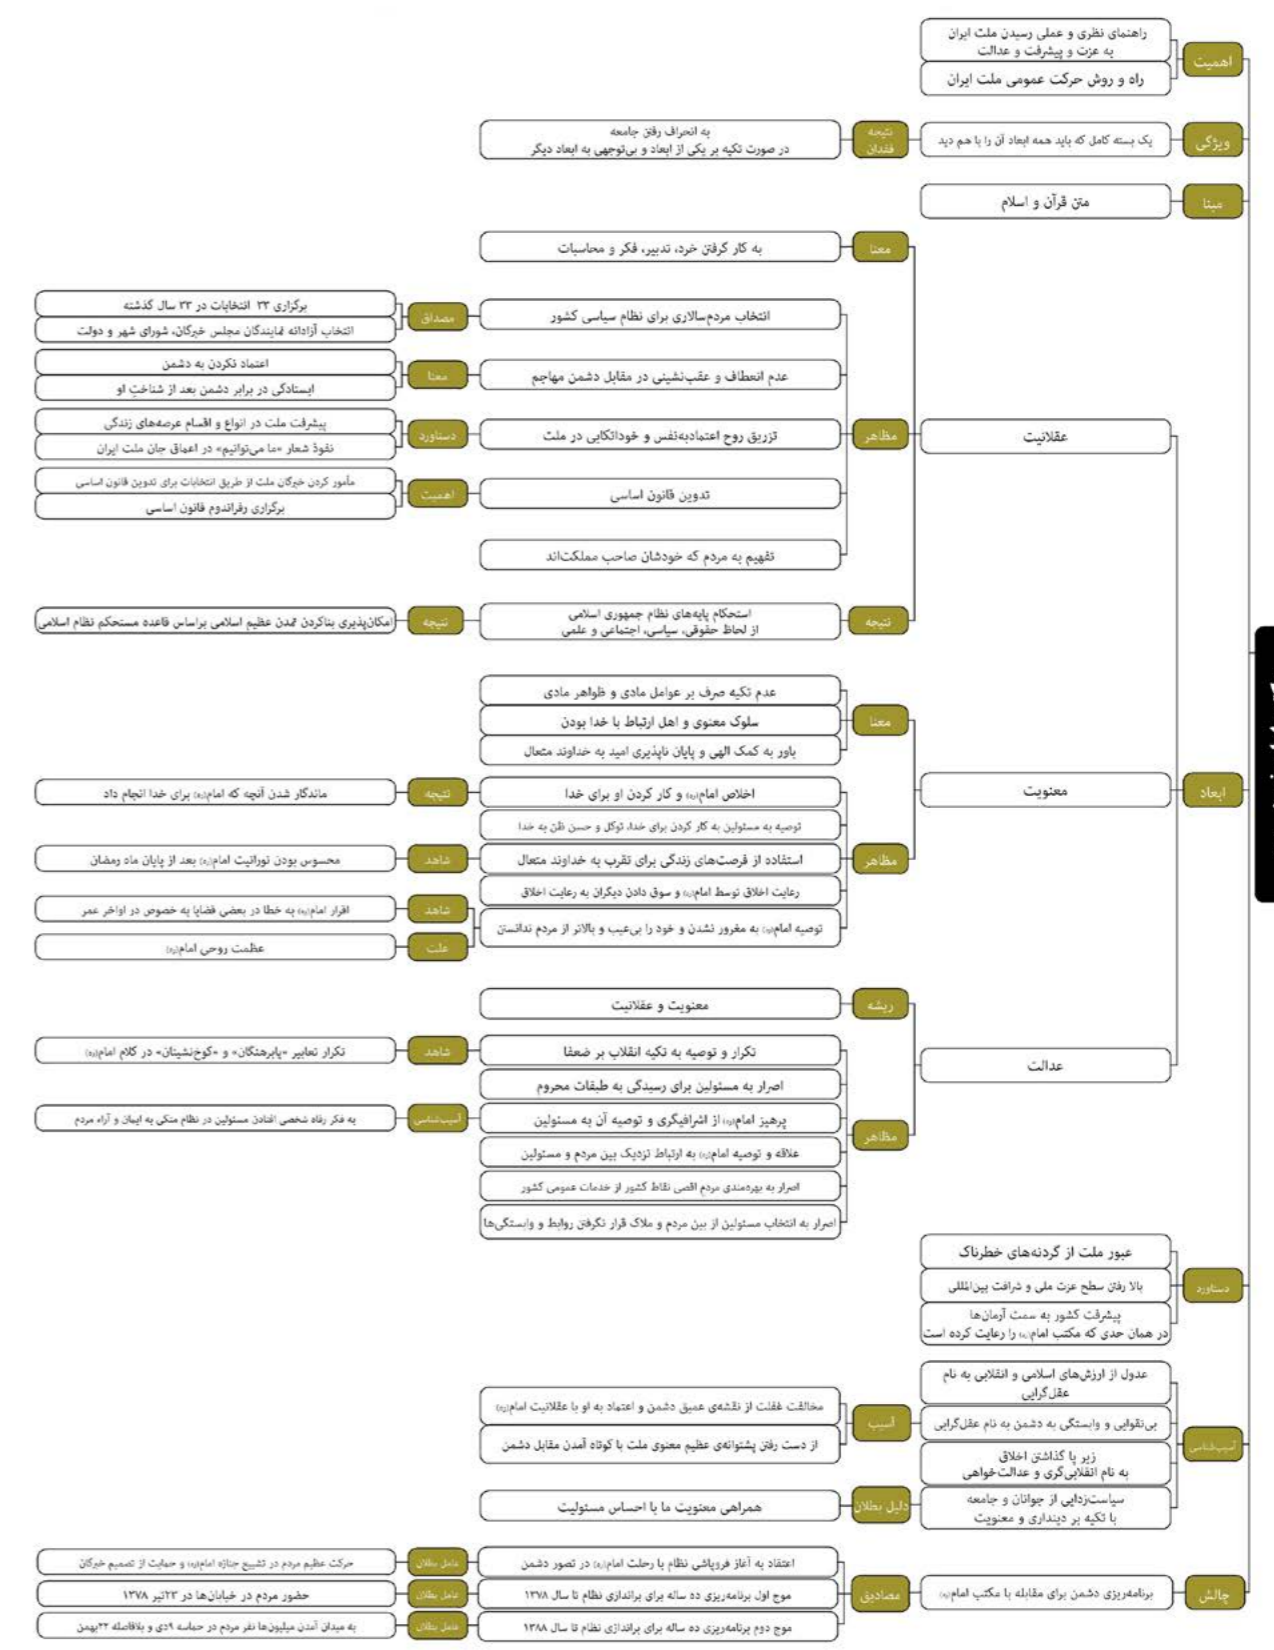 اهمیت
راهنمای نظری و عملی رسیدن ملت ایران
به عزت و پیشرفت و عدالت
راه و روش حرکت عمومی ملت ایران
ویژگی
یک بسته کامل که باید همه ابعاد آن را با هم دید
نتیجه
فقدان
به انحراف رفتن جامعه
در صورت تکیه بر یکی از ابعاد و بی‌توجهی به ابعاد دیگر
مبنا
متن قرآن و اسلام
ابعاد
عقلانیت
معنا
به کار گرفتن خرد، تدبیر، فکر و محاسبات
مظاهر
انتخاب مردم‌سالاری برای نظام سیاسی کشور
مصداق
برگزاری ۳۳ انتخابات در ۳۳ سال گذشته
انتخاب آزادانه نمایندگان مجلس خبرگان، شورای شهر و دولت
عدم انعطاف و عقب‌نشینی در مقابل دشمن مهاجم
معنا
اعتماد نکردن به دشمن
ایستادگی در برابر دشمن بعد از شناختِ او
تزریق روح اعتمادبه‌نفس و خوداتکایی در ملت
دستاورد
پیشرفت ملت در انواع و اقسام عرصه‌های زندگی
نفوذ شعار «ما می‌توانیم» در اعماق جان ملت ایران
تدوین قانون اساسی
اهمیت
مأمور کردن خبرگان ملت از طریق انتخابات برای تدوین قانون اساسی
برگزاری رفراندوم قانون اساسی
تفهیم به مردم که خودشان صاحب مملکت‌اند
نتیجه
استحکام پایه‌های نظام جمهوری اسلامی
از لحاظ حقوقی، سیاسی، اجتماعی و علمی
نتیجه
امکان‌پذیری بناکردن تمدن عظیم اسلامی براساس قاعده مستحکم نظام اسلامی
معنویت
معنا
عدم تکیه صرف بر عوامل مادی و ظواهر مادی
سلوک معنوی و اهل ارتباط با خدا بودن
باور به کمک الهی و پایان ناپذیری امید به خداوند متعال
مظاهر
اخلاص امام(ره) و کار کردن او برای خدا
نتیجه
ماندگار شدن آنچه که امام(ره) برای خدا انجام داد
توصیه به مسئولین به کار کردن برای خدا، توکل و حسن ظنّ به خدا
استفاده از فرصت‌های زندگی برای تقرب به خداوند متعال
شاهد
محسوس بودن نورانیت امام(ره) بعد از پایان ماه رمضان
رعایت اخلاق توسط امام(ره) و سوق دادن دیگران به رعایت اخلاق
توصیه امام(ره) به مغرور نشدن و خود را بی‌عیب و بالاتر از مردم ندانستن
شاهد
اقرار امام(ره) به خطا در بعضی قضایا به خصوص در اواخر عمر
علت
عظمت روحی امام(ره)
عدالت
ریشه
معنویت و عقلانیت
مظاهر
تکرار و توصیه به تکیه انقلاب بر ضعفا
شاهد
تکرار تعابیر «پابرهنگان» و «کوخ‌نشینان» در کلام امام(ره)
اصرار به مسئولین برای رسیدگی به طبقات محروم
پرهیز امام(ره) از اشرافیگری و توصیه آن به مسئولین
آسیب‌شناسی
به فکر رفاه شخصی افتادن مسئولین در نظام متکی به ایمان و آراء مردم
علاقه و توصیه امام(ره) به ارتباط نزدیک بین مردم و مسئولین
اصرار به بهره‌مندی مردم اقصی نقاط کشور از خدمات عمومی کشور
اصرار به انتخاب مسئولین از بین مردم و ملاک قرار نگرفتن روابط و وابستگی‌ها
دستاورد
عبور ملت از گردنه‌های خطرناک
بالا رفتن سطح عزت ملی و شرافت بین‌المللی
پیشرفت کشور به سمت آرمان‌ها
در همان حدی که مکتب امام(ره) را رعایت کرده است
آسیب‌شناسی
عدول از ارزش‌های اسلامی و انقلابی به نام
عقل‌گرایی
بی‌تقوایی و وابستگی به دشمن به نام عقل‌گرایی
آسیب
مخالفت غفلت از نقشه‌ی عمیق دشمن و اعتماد به او با عقلانیت امام(ره)
از دست رفتن پشتوانه‌ی عظیم معنوی ملت با کوتاه آمدن مقابل دشمن
زیر پا گذاشتن اخلاق
به نام انقلابی‌گری و عدالت‌خواهی
سیاست‌زدایی از جوانان و جامعه
با تکیه بر دینداری و معنویت
دلیل بطلان
همراهی معنویت ما با احساس مسئولیت
چالش
برنامه‌ریزی دشمن برای مقابله با مکتب امام(ره)
مصادیق
اعتقاد به آغاز فروپاشی نظام با رحلت امام(ره) در تصور دشمن
عامل بطلان
حرکت عظیم مردم در تشییع جنازه امام(ره) و حمایت از تصمیم خبرگان
موج اول برنامه‌ریزی ده ساله برای براندازی نظام تا سال ۱۳۷۸
عامل بطلان
حضور مردم در خیابان‌ها در ۲۳تیر ۱۳۷۸
موج دوم برنامه‌ریزی ده ساله برای براندازی نظام تا سال ۱۳۸۸
عامل بطلان
به میدان آمدن میلیون‌ها نفر مردم در حماسه ۹دی و بلافاصله ۲۲بهمن